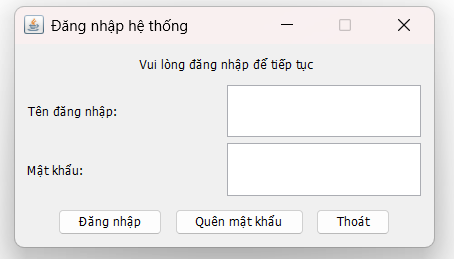 Đăng nhập hệ thống
Vui lòng đăng nhập để tiếp tục
Tên đăng nhập:
Mật khẩu:
Đăng nhập Quên mật khẩu Thoát